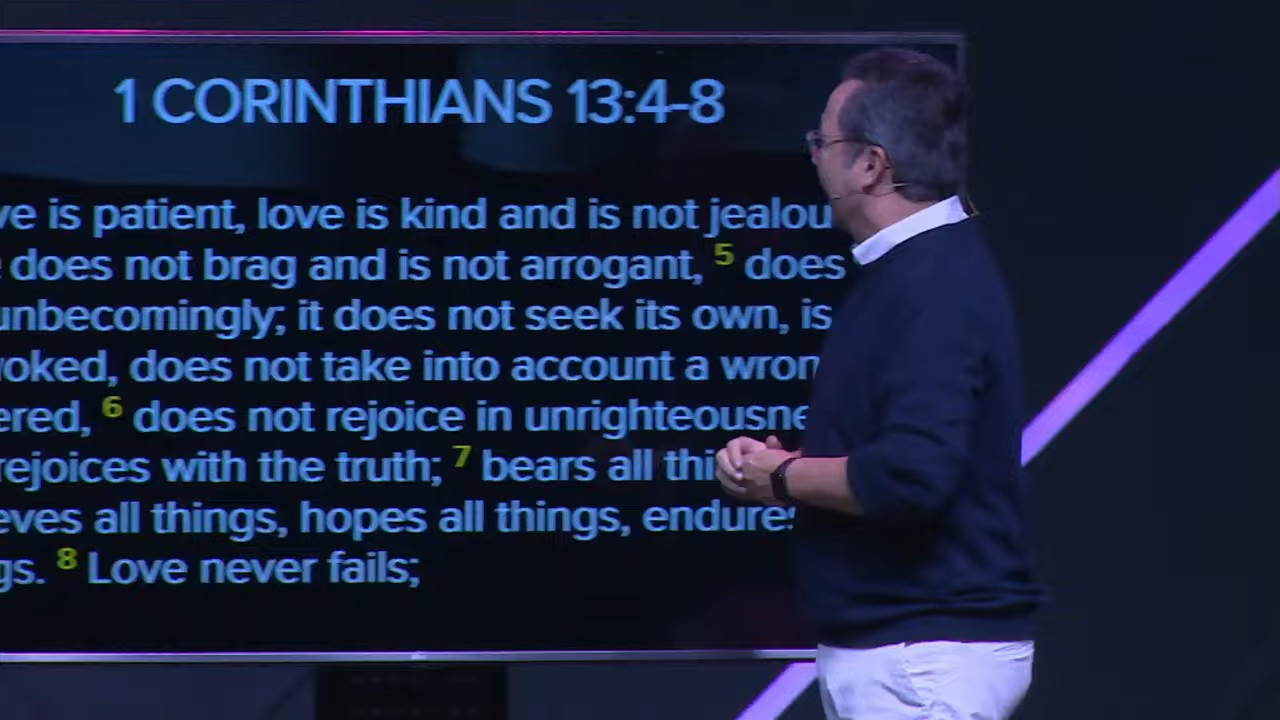 1 CORINTHIANS 13:4-8
ve is patient, love is kind and is not jealou
does not brag and is not arrogant, 5 does
unbecomingly; it does not seek its own, is
voked, does not take into account a wron
ered, 6 does not rejoice in unrighteousne
rejoices with the truth; 7 bears all thi
eves all things, hopes all things, endures
gs. 8 Love never fails;